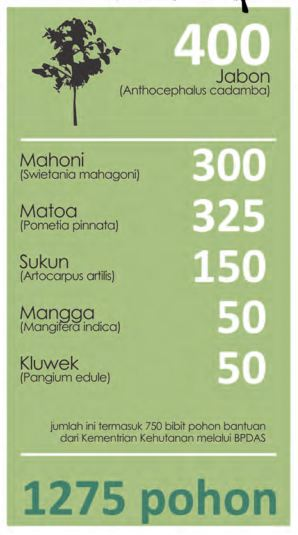 400
Jabon
(Anthocephalus cadamba)
Mahoni 300
(Swietania mahagoni)
Matoa 325
(Pometia pinnata)
Sukun 150
(Artocarpus artilis)
Mangga 50
(Mangifera indica)
Kluwek 50
(Pangium edule)
jumlah ini termasuk 750 bibit pohon bantuan
dari Kementrian Kehutanan melalui BPDAS
1275 pohon